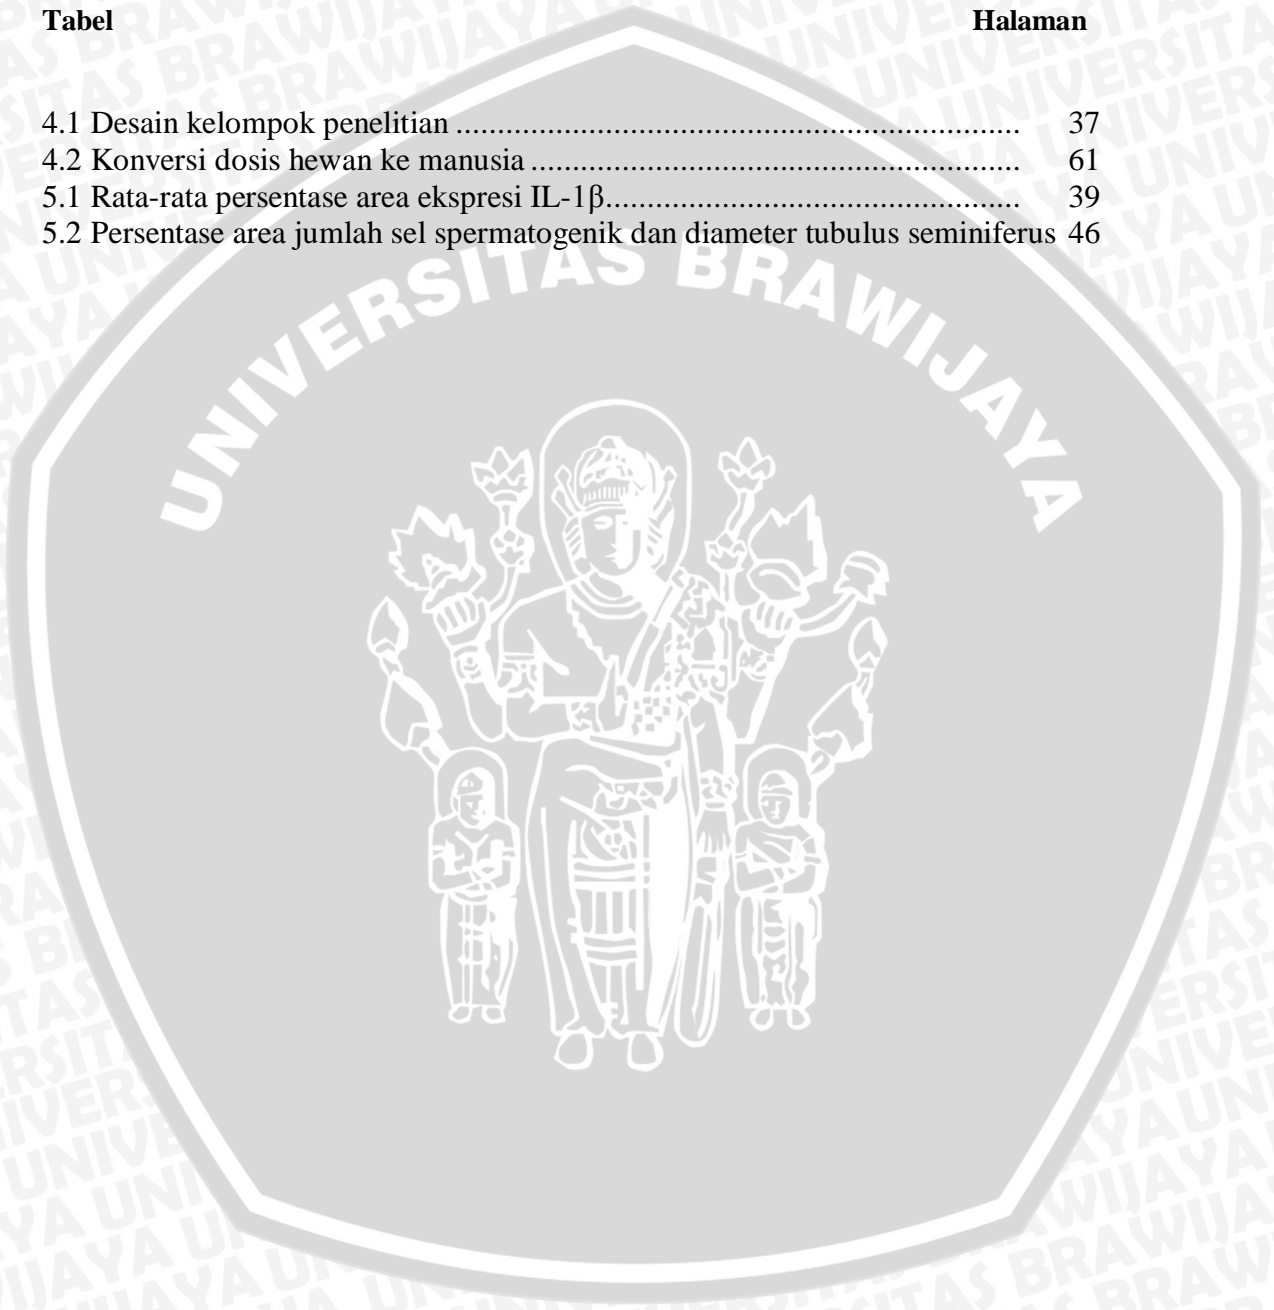 Tabel Halaman
4.1 Desain kelompok penelitian ..................................................................... 37
4.2 Konversi dosis hewan ke manusia ............................................................ 61
5.1 Rata-rata persentase area ekspresi IL-1β.................................................. 39
5.2 Persentase area jumlah sel spermatogenik dan diameter tubulus seminiferus 46
UNIVERSITAS BRAWIJAYA